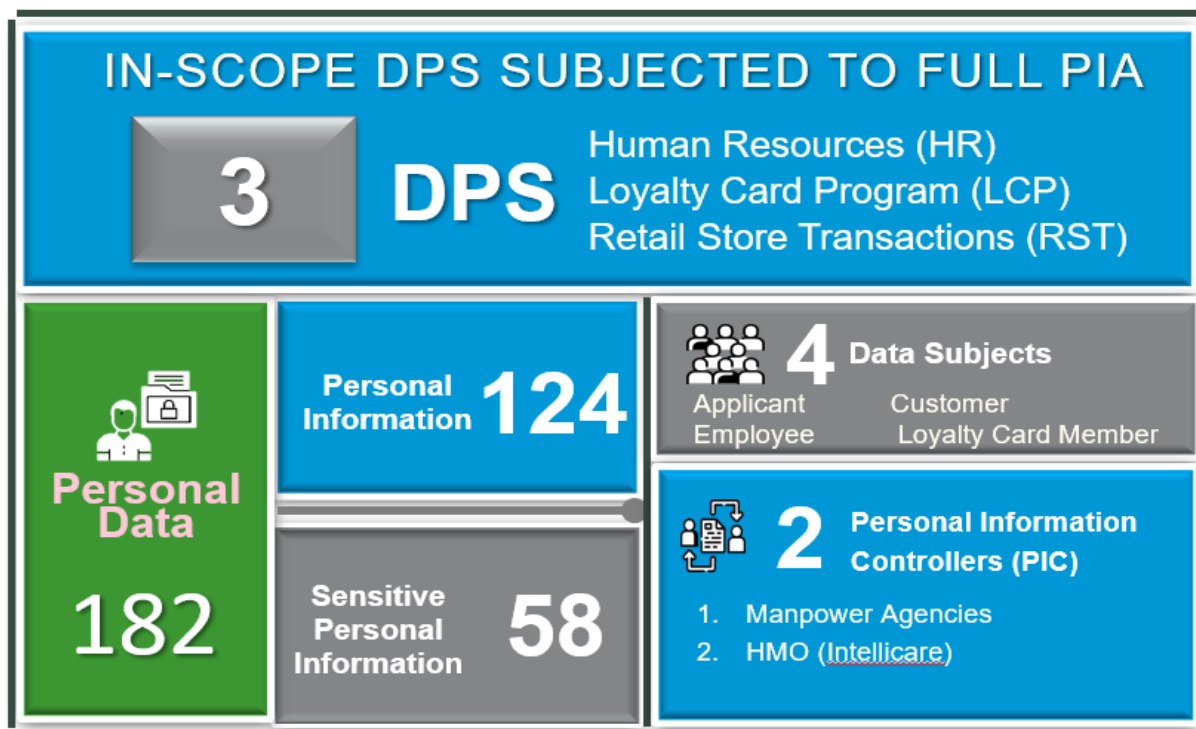 IN-SCOPE DPS SUBJECTED TO FULL PIA
3
DPS
Human Resources (HR)
Loyalty Card Program (LCP)
Retail Store Transactions (RST)
Personal
Data
182
Personal
Information
124
Sensitive
Personal
Information
58
4 Data Subjects
Applicant Customer
Employee Loyalty Card Member
2
Personal Information
Controllers (PIC)
1. Manpower Agencies
2. HMO (Intellicare)